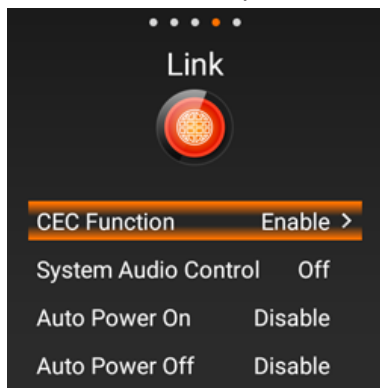 Link
CEC Function Enable >
System Audio Control Off
Auto Power On Disable
Auto Power Off Disable